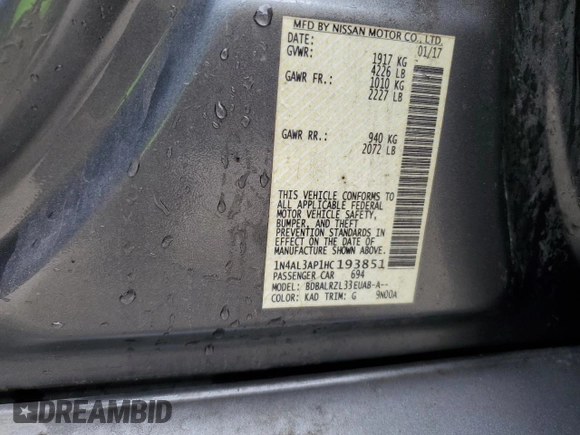 MFD BY NISSAN MOTOR CO., LTD.
DATE: 01/17
GVWR: 1917 KG
4226 LB
GAWR FR.: 1010 KG
2227 LB
GAWR RR.: 940 KG
2072 LB
THIS VEHICLE CONFORMS TO
ALL APPLICABLE FEDERAL
MOTOR VEHICLE SAFETY,
BUMPER, AND THEFT
PREVENTION STANDARDS
IN EFFECT ON THE DATE OF
MANUFACTURE SHOWN ABOVE.
1N4AL3AP1HC193851
PASSENGER CAR 694
MODEL: BDBALRZL33EUAB-A--
COLOR: KAD TRIM: G 9N00A
DREAMBID